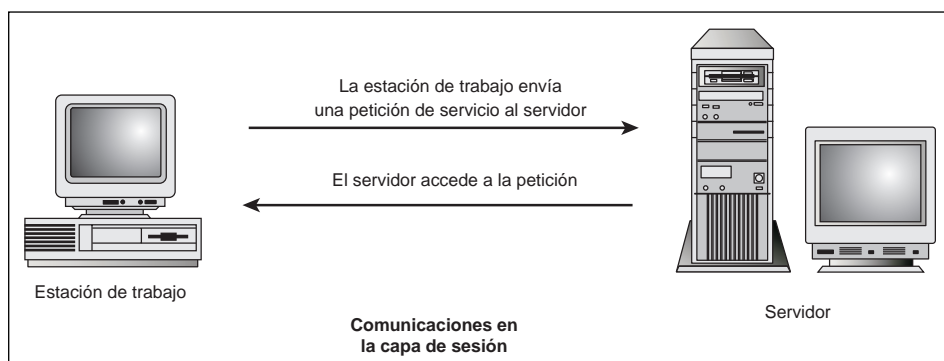 La estación de trabajo envía
una petición de servicio al servidor
El servidor accede a la petición
Estación de trabajo
Servidor
Comunicaciones en
la capa de sesión